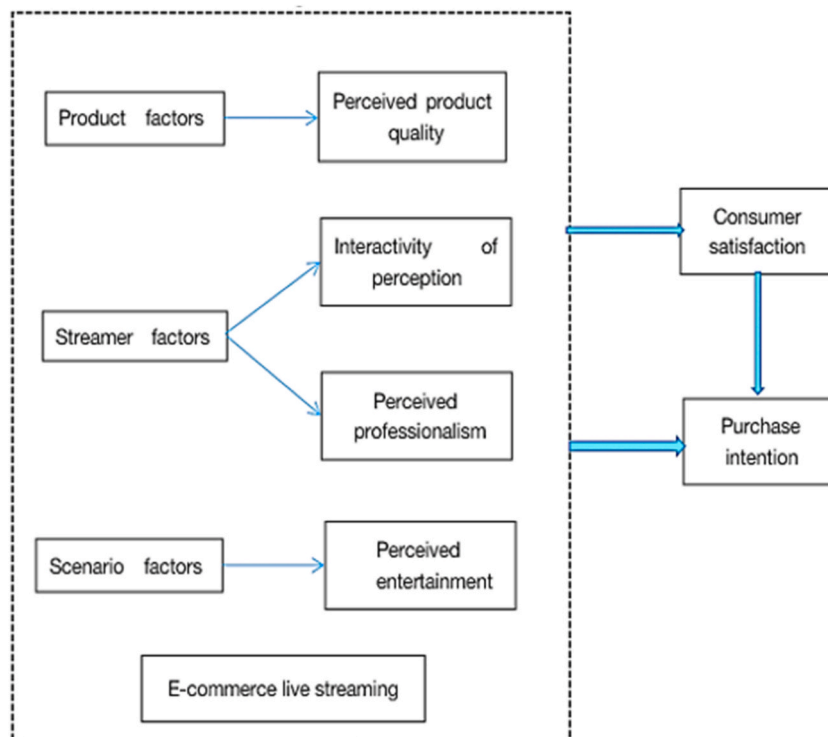 Product factors
Perceived product
quality
Interactivity of
perception
Streamer factors
Perceived
professionalism
Scenario factors
Perceived
entertainment
E-commerce live streaming
Consumer
satisfaction
Purchase
intention